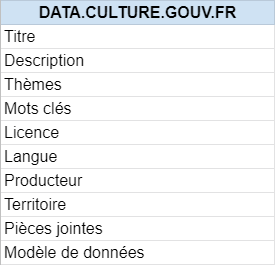 DATA.CULTURE.GOUV.FR
Titre
Description
Thèmes
Mots clés
Licence
Langue
Producteur
Territoire
Pièces jointes
Modèle de données